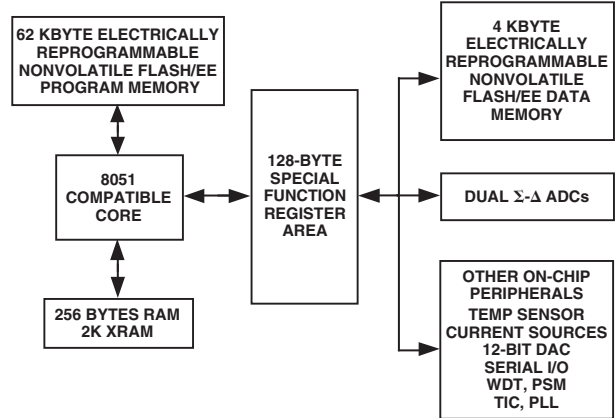 62 KBYTE ELECTRICALLY
REPROGRAMMABLE
NONVOLATILE FLASH/EE
PROGRAM MEMORY
8051
COMPATIBLE
CORE
256 BYTES RAM
2K XRAM
128-BYTE
SPECIAL
FUNCTION
REGISTER
AREA
4 KBYTE
ELECTRICALLY
REPROGRAMMABLE
NONVOLATILE
FLASH/EE DATA
MEMORY
DUAL Σ-Δ ADCs
OTHER ON-CHIP
PERIPHERALS
TEMP SENSOR
CURRENT SOURCES
12-BIT DAC
SERIAL I/O
WDT, PSM
TIC, PLL